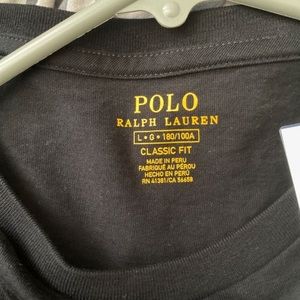 POLO
RALPH LAUREN
L • G • 180/100A
CLASSIC FIT
MADE IN PERU
FABRIQUÉ AU PÉROU
HECHO EN PERÚ
RN 41381/CA 56658